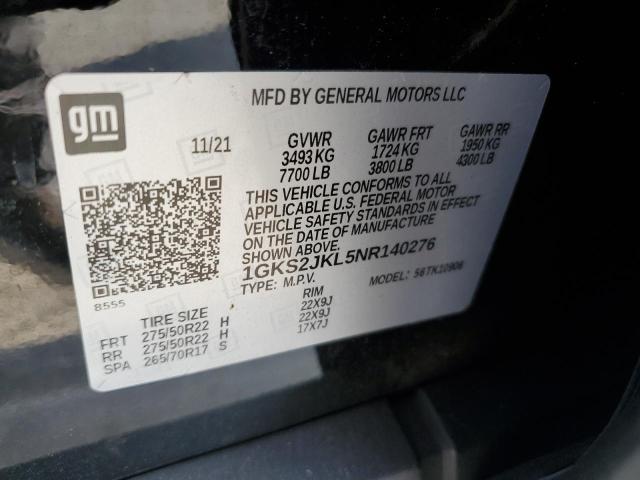 gm
MFD BY GENERAL MOTORS LLC
11/21
GVWR GAWR FRT GAWR RR
3493 KG 1724 KG 1950 KG
7700 LB 3800 LB 4300 LB
THIS VEHICLE CONFORMS TO ALL
APPLICABLE U.S. FEDERAL MOTOR
VEHICLE SAFETY STANDARDS IN EFFECT
ON THE DATE OF MANUFACTURE
SHOWN ABOVE.
1GKS2JKL5NR140276
TYPE: M.P.V. MODEL: 56TK10906
8555
TIRE SIZE RIM
FRT 275/50R22 H 22X9J
RR 275/50R22 H 22X9J
SPA 265/70R17 S 17X7J